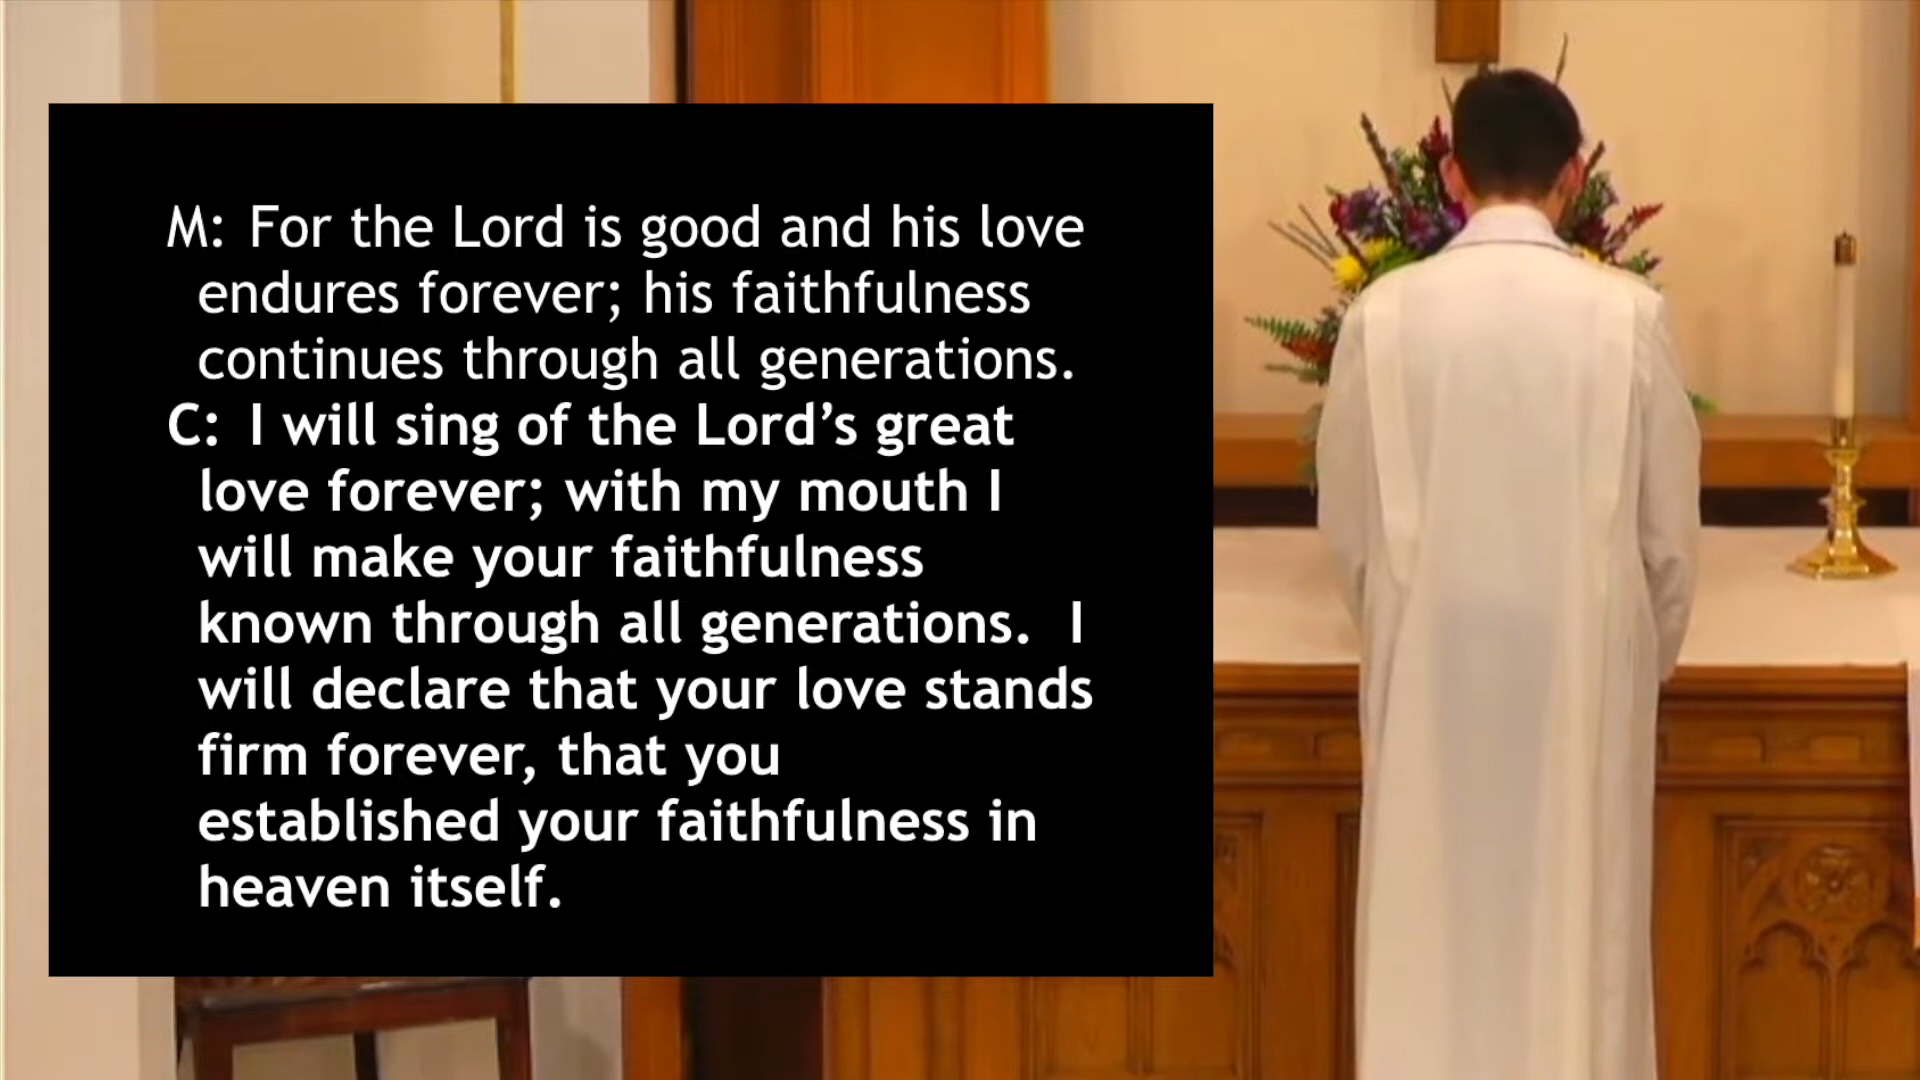 M: For the Lord is good and his love
endures forever; his faithfulness
continues through all generations.
C: I will sing of the Lord’s great
love forever; with my mouth I
will make your faithfulness
known through all generations.  I
will declare that your love stands
firm forever, that you
established your faithfulness in
heaven itself.